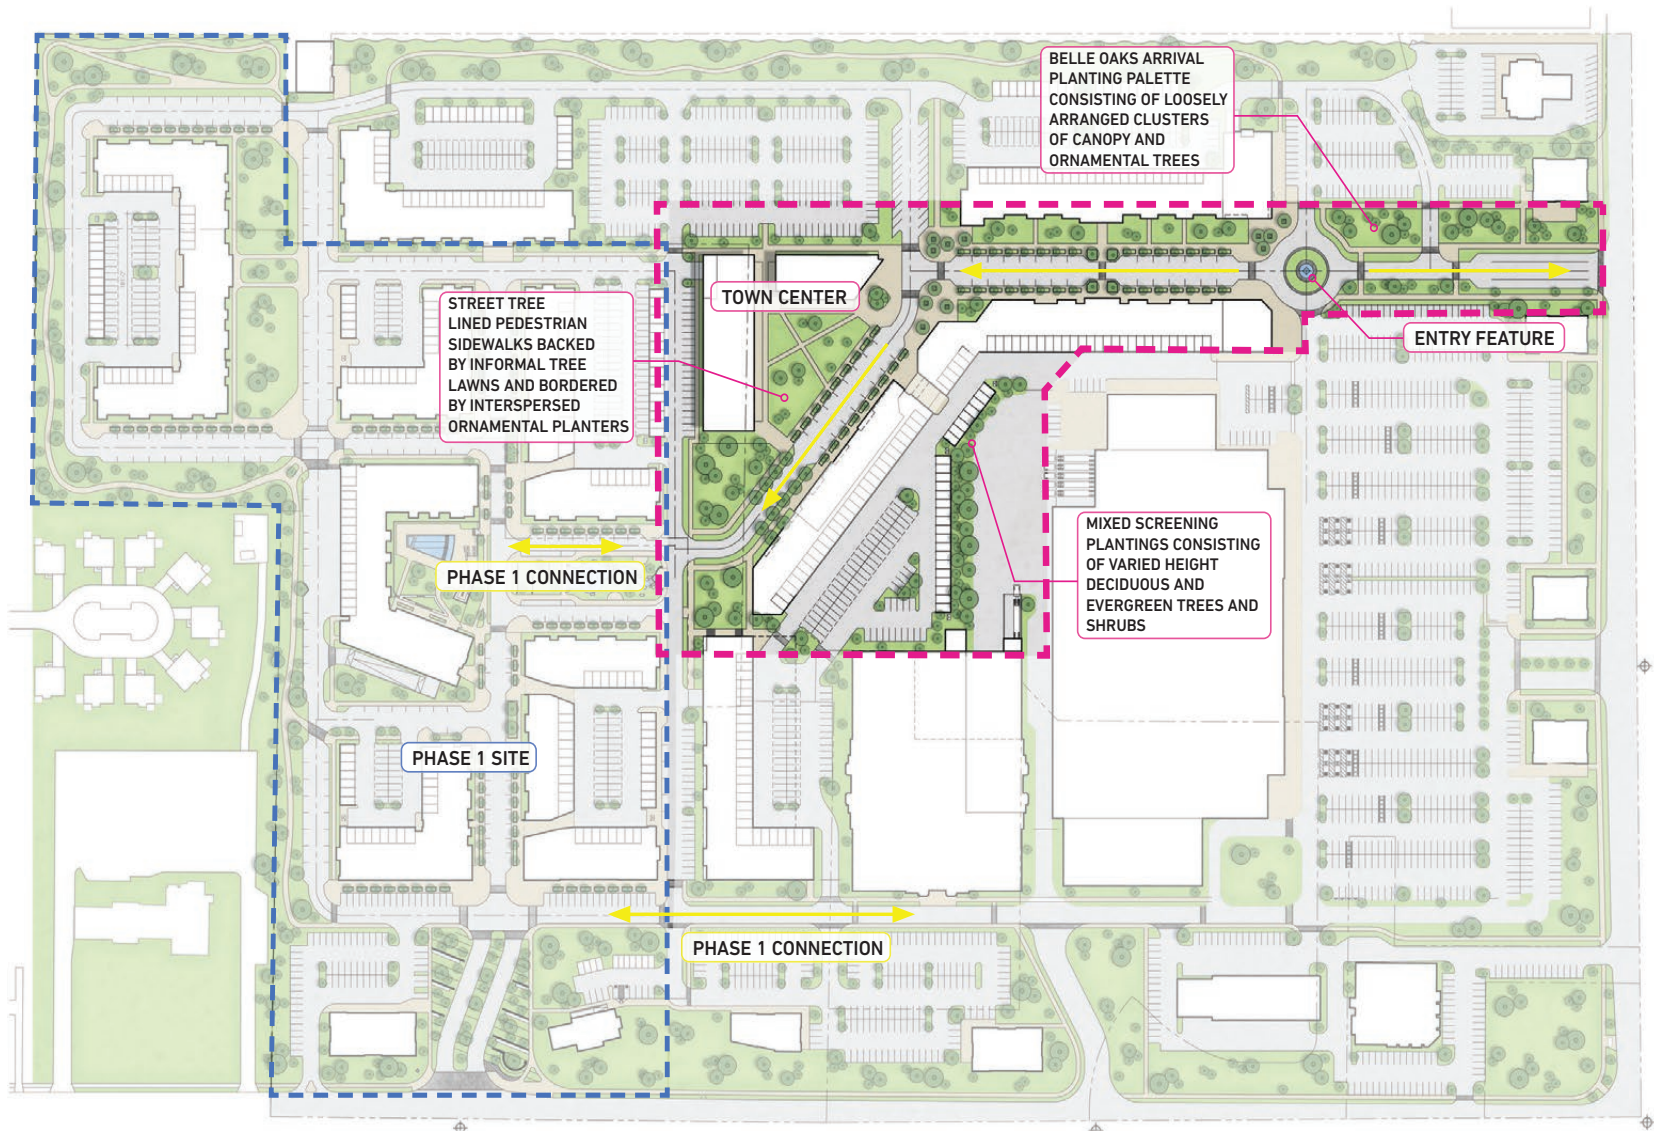 BELLE OAKS ARRIVAL
PLANTING PALETTE
CONSISTING OF LOOSELY
ARRANGED CLUSTERS
OF CANOPY AND
ORNAMENTAL TREES
TOWN CENTER
STREET TREE
LINED PEDESTRIAN
SIDEWALKS BACKED
BY INFORMAL TREE
LAWNS AND BORDERED
BY INTERSPERSED
ORNAMENTAL PLANTERS
ENTRY FEATURE
MIXED SCREENING
PLANTINGS CONSISTING
OF VARIED HEIGHT
DECIDUOUS AND
EVERGREEN TREES AND
SHRUBS
PHASE 1 CONNECTION
PHASE 1 SITE
PHASE 1 CONNECTION